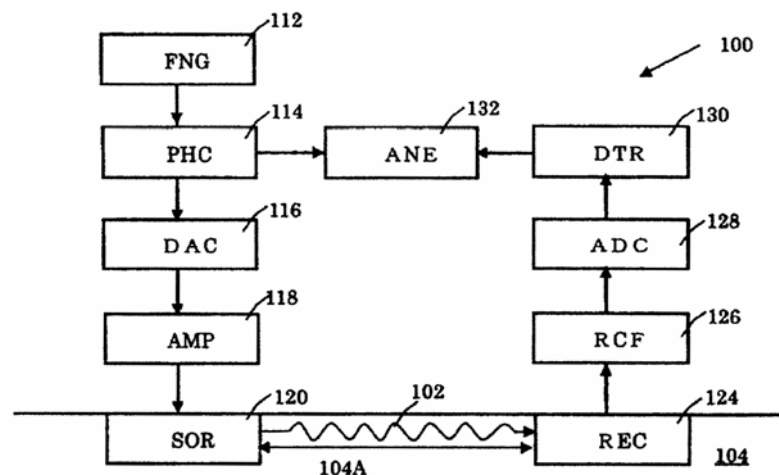 112
FNG
100
114
132
130
PHC
ANE
DTR
116
128
DAC
ADC
118
126
AMP
RCF
120
102
124
SOR
REC
104
104A